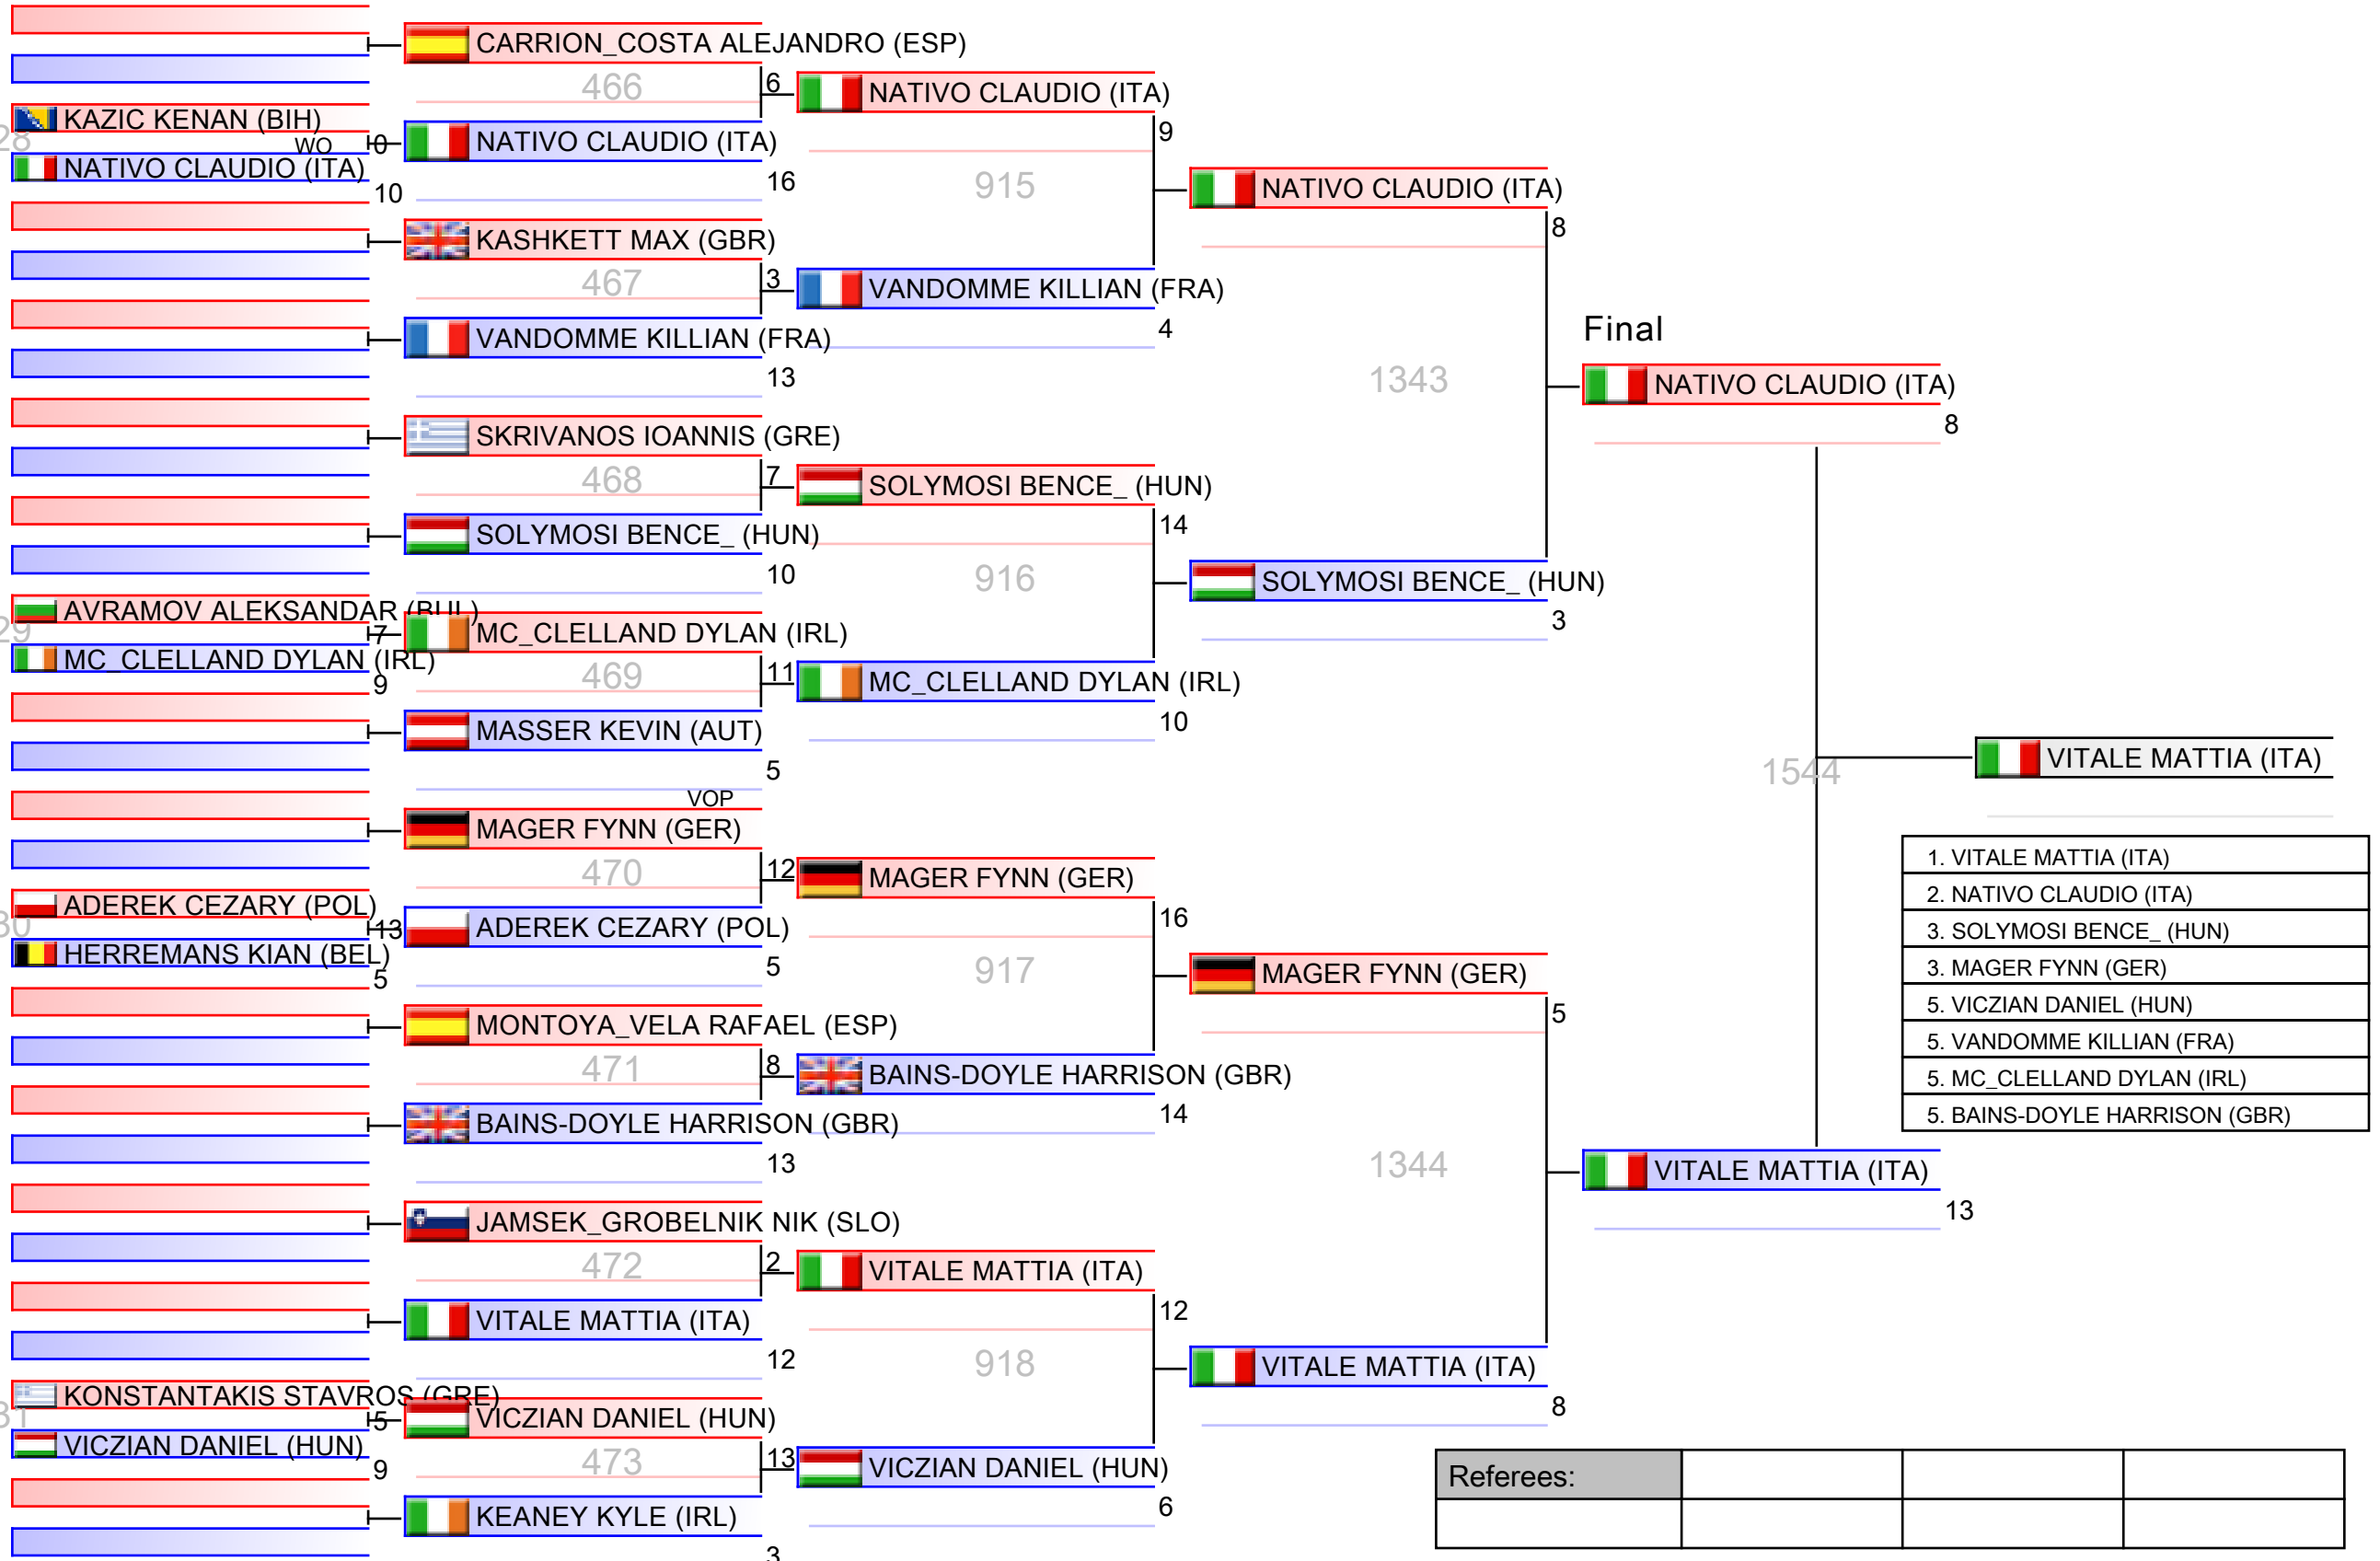 KAZIC KENAN (BIH)
WO
0
NATIVO CLAUDIO (ITA)
10
AVRAMOV ALEKSANDAR (BUL)
29
7
MC_CLELLAND DYLAN (IRL)
9
ADEREK CEZARY (POL)
13
HERREMANS KIAN (BEL)
5
KONSTANTAKIS STAVROS (GRE)
5
VICZIAN DANIEL (HUN)
9
CARRION_COSTA ALEJANDRO (ESP)
466
6
NATIVO CLAUDIO (ITA)
16
KASHKETT MAX (GBR)
467
3
VANDOMME KILLIAN (FRA)
13
SKRIVANOS IOANNIS (GRE)
468
7
SOLYMOSI BENCE_ (HUN)
10
MC_CLELLAND DYLAN (IRL)
469
11
MASSER KEVIN (AUT)
5
VOP
MAGER FYNN (GER)
470
12
ADEREK CEZARY (POL)
5
MONTOYA_VELA RAFAEL (ESP)
471
8
BAINS-DOYLE HARRISON (GBR)
13
JAMSEK_GROBELNIK NIK (SLO)
472
2
VITALE MATTIA (ITA)
12
VICZIAN DANIEL (HUN)
473
13
KEANEY KYLE (IRL)
3
NATIVO CLAUDIO (ITA)
9
915
VANDOMME KILLIAN (FRA)
4
SOLYMOSI BENCE_ (HUN)
14
916
MC_CLELLAND DYLAN (IRL)
10
MAGER FYNN (GER)
16
917
BAINS-DOYLE HARRISON (GBR)
14
VITALE MATTIA (ITA)
12
918
VICZIAN DANIEL (HUN)
6
NATIVO CLAUDIO (ITA)
8
1343
SOLYMOSI BENCE_ (HUN)
3
MAGER FYNN (GER)
5
1344
VITALE MATTIA (ITA)
8
Final
NATIVO CLAUDIO (ITA)
8
1544
VITALE MATTIA (ITA)
13
VITALE MATTIA (ITA)
1. VITALE MATTIA (ITA)
2. NATIVO CLAUDIO (ITA)
3. SOLYMOSI BENCE_ (HUN)
3. MAGER FYNN (GER)
5. VICZIAN DANIEL (HUN)
5. VANDOMME KILLIAN (FRA)
5. MC_CLELLAND DYLAN (IRL)
5. BAINS-DOYLE HARRISON (GBR)
Referees: